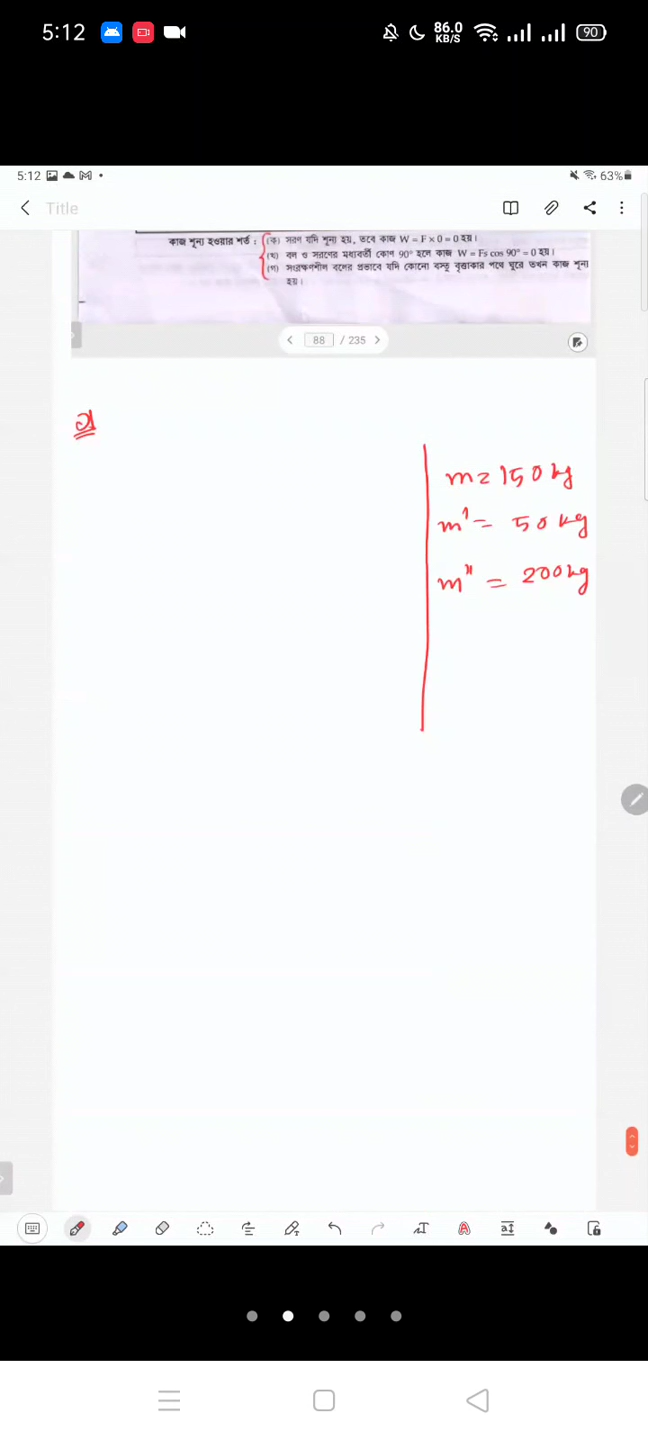 5:12
86.0
KB/S
90
5:12
63%
Title
কাজ শূন্য হওয়ার শর্ত : (ক) সরণ যদি শূন্য হয়, তবে কাজ W = F × 0 = 0 হয়।
(খ) বল ও সরণের মধ্যবর্তী কোণ 90° হলে কাজ W = Fs cos 90° = 0 হয়।
(গ) সংরক্ষণশীল বলের প্রভাবে যদি কোনো বস্তু বৃত্তাকার পথে ঘুরে তখন কাজ শূন্য
হয়।
88 / 235
m = 150 kg
m' = 50 kg
m" = 200 kg